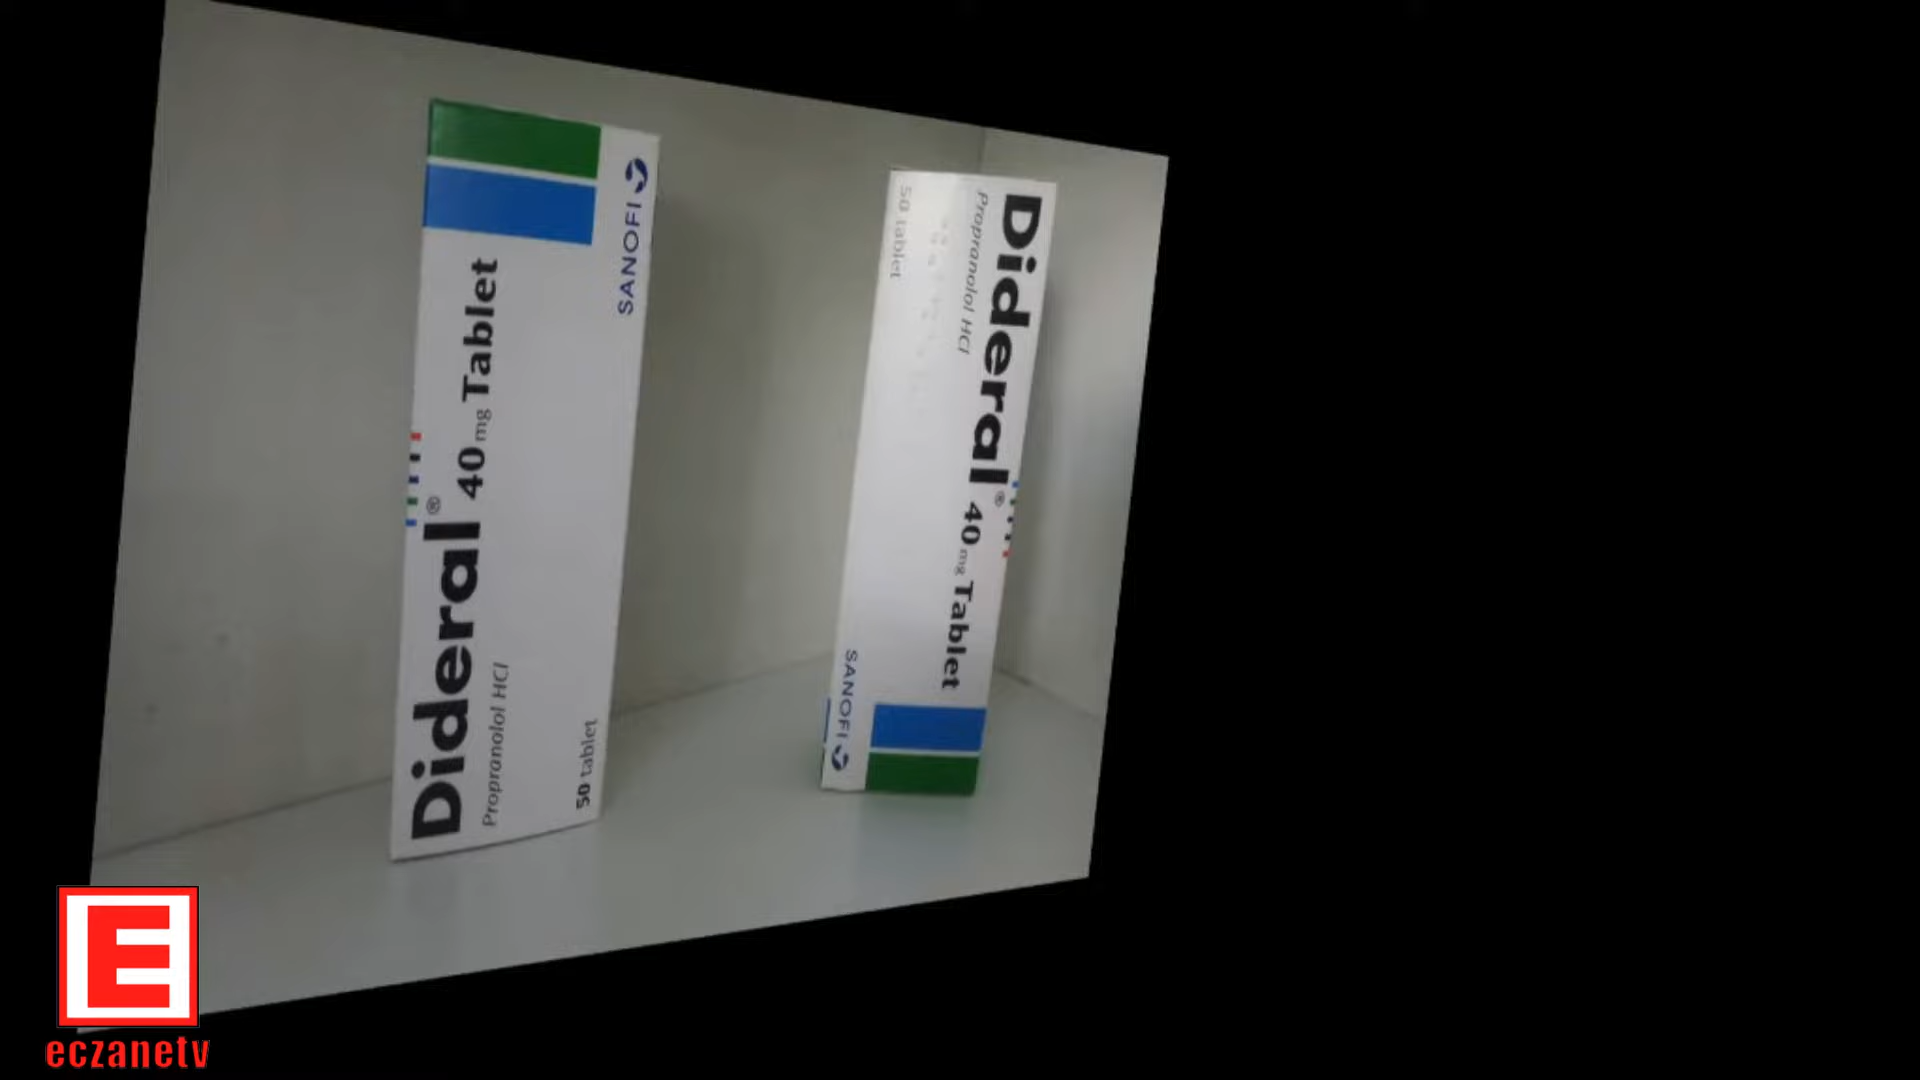 Dideral® 40 mg Tablet
Propranolol HCl
50 tablet
SANOFI
Dideral® 40 mg Tablet
Propranolol HCl
50 tablet
SANOFI
E
eczanetv